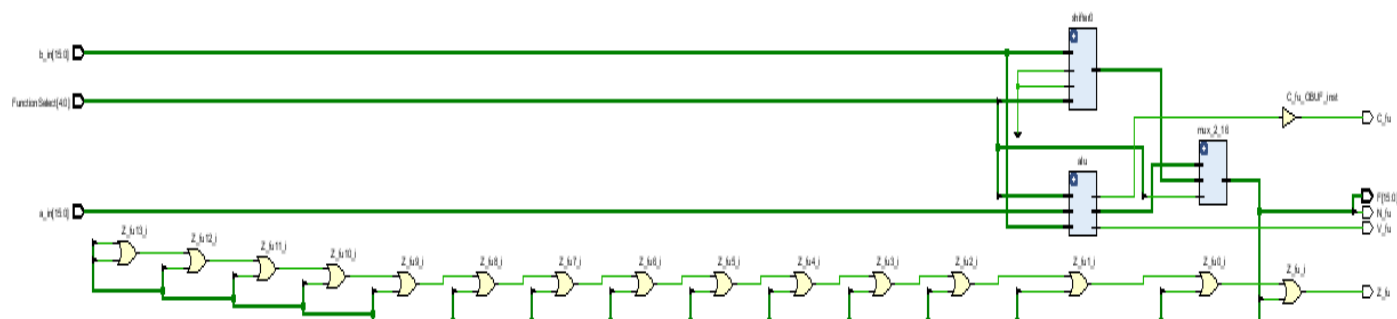 shifter0
b_in[15:0]
FunctionSelect[4:0]
C_fu_OBUF_inst
C_fu
mux_2_16
alu
F[15:0]
N_fu
a_in[15:0]
V_fu
Z_fu13_i
Z_fu12_i
Z_fu11_i
Z_fu10_i
Z_fu9_i
Z_fu8_i
Z_fu7_i
Z_fu6_i
Z_fu5_i
Z_fu4_i
Z_fu3_i
Z_fu2_i
Z_fu1_i
Z_fu0_i
Z_fu_i
Z_fu